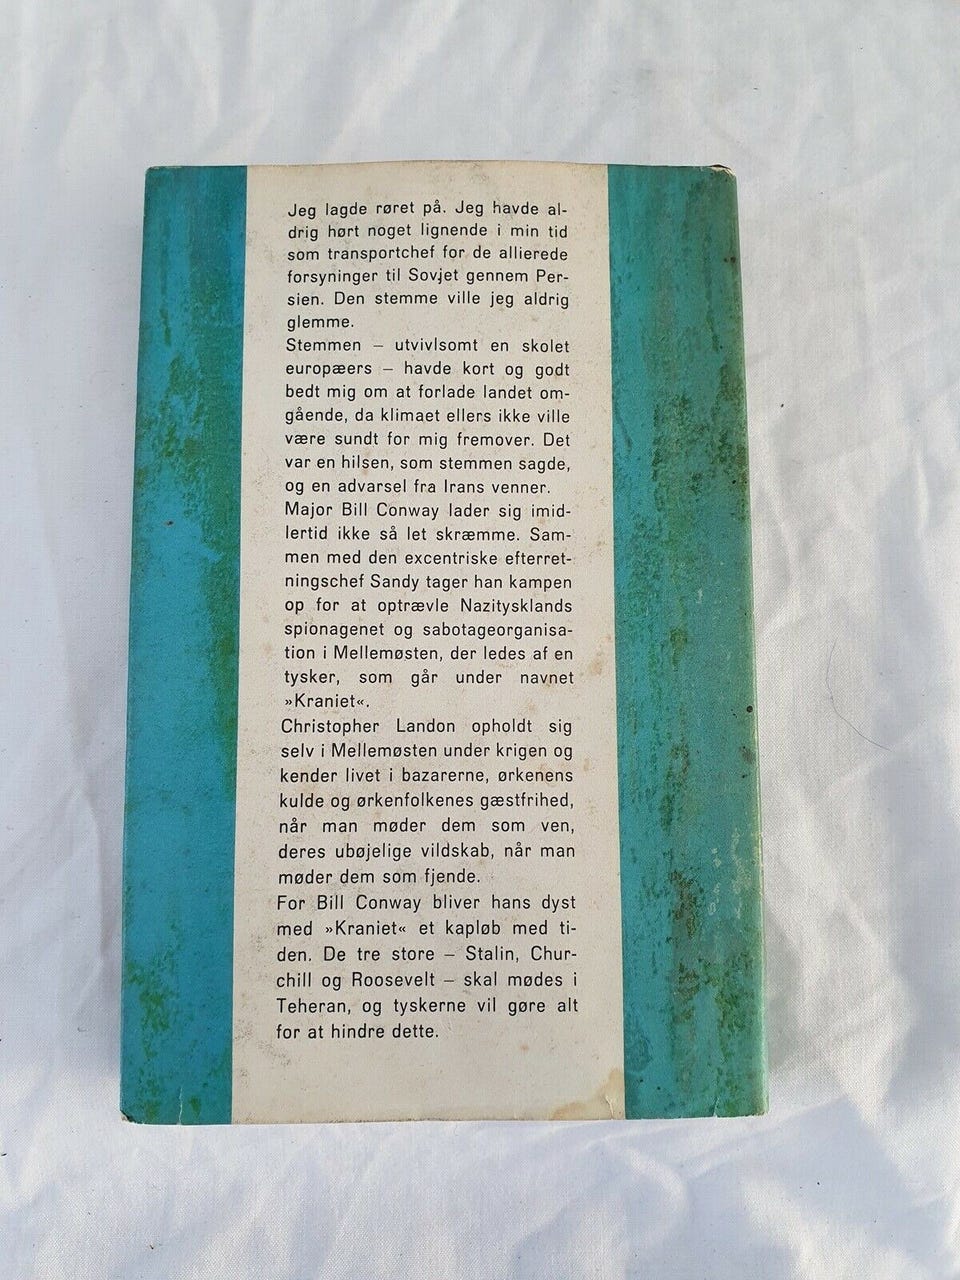 Jeg lagde røret på. Jeg havde al-
drig hørt noget lignende i min tid
som transportchef for de allierede
forsyninger til Sovjet gennem Per-
sien. Den stemme ville jeg aldrig
glemme.
Stemmen – utvivlsomt en skolet
europæers – havde kort og godt
bedt mig om at forlade landet om-
gående, da klimaet ellers ikke ville
være sundt for mig fremover. Det
var en hilsen, som stemmen sagde,
og en advarsel fra Irans venner.
Major Bill Conway lader sig imid-
lertid ikke så let skræmme. Sam-
men med den excentriske efterret-
ningschef Sandy tager han kampen
op for at optrævle Nazitysklands
spionagenet og sabotageorganisa-
tion i Mellemøsten, der ledes af en
tysker, som går under navnet
»Kraniet«.
Christopher Landon opholdt sig
selv i Mellemøsten under krigen og
kender livet i bazarerne, ørkenens
kulde og ørkenfolkenes gæstfrihed,
når man møder dem som ven,
deres ubøjelige vildskab, når man
møder dem som fjende.
For Bill Conway bliver hans dyst
med »Kraniet« et kapløb med ti-
den. De tre store – Stalin, Chur-
chill og Roosevelt – skal mødes i
Teheran, og tyskerne vil gøre alt
for at hindre dette.